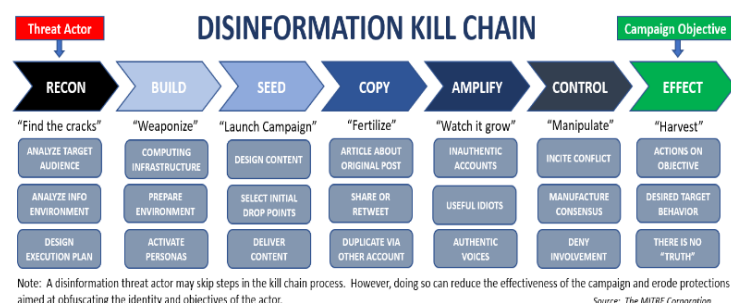 Threat Actor
DISINFORMATION KILL CHAIN
Campaign Objective
RECON
BUILD
SEED
COPY
AMPLIFY
CONTROL
EFFECT
"Find the cracks"
"Weaponize"
"Launch Campaign"
"Fertilize"
"Watch it grow"
"Manipulate"
"Harvest"
ANALYZE TARGET
AUDIENCE
COMPUTING
INFRASTRUCTURE
DESIGN CONTENT
ARTICLE ABOUT
ORIGINAL POST
INAUTHENTIC
ACCOUNTS
INCITE CONFLICT
ACTIONS ON
OBJECTIVE
ANALYZE INFO
ENVIRONMENT
PREPARE
ENVIRONMENT
SELECT INITIAL
DROP POINTS
SHARE OR
RETWEET
USEFUL IDIOTS
MANUFACTURE
CONSENSUS
DESIRED TARGET
BEHAVIOR
DESIGN
EXECUTION PLAN
ACTIVATE
PERSONAS
DELIVER
CONTENT
DUPLICATE VIA
OTHER ACCOUNT
AUTHENTIC
VOICES
DENY
INVOLVEMENT
THERE IS NO
"TRUTH"
Note: A disinformation threat actor may skip steps in the kill chain process. However, doing so can reduce the effectiveness of the campaign and erode protections
aimed at obfuscating the identity and objectives of the actor.
Source: The MITRE Corporation